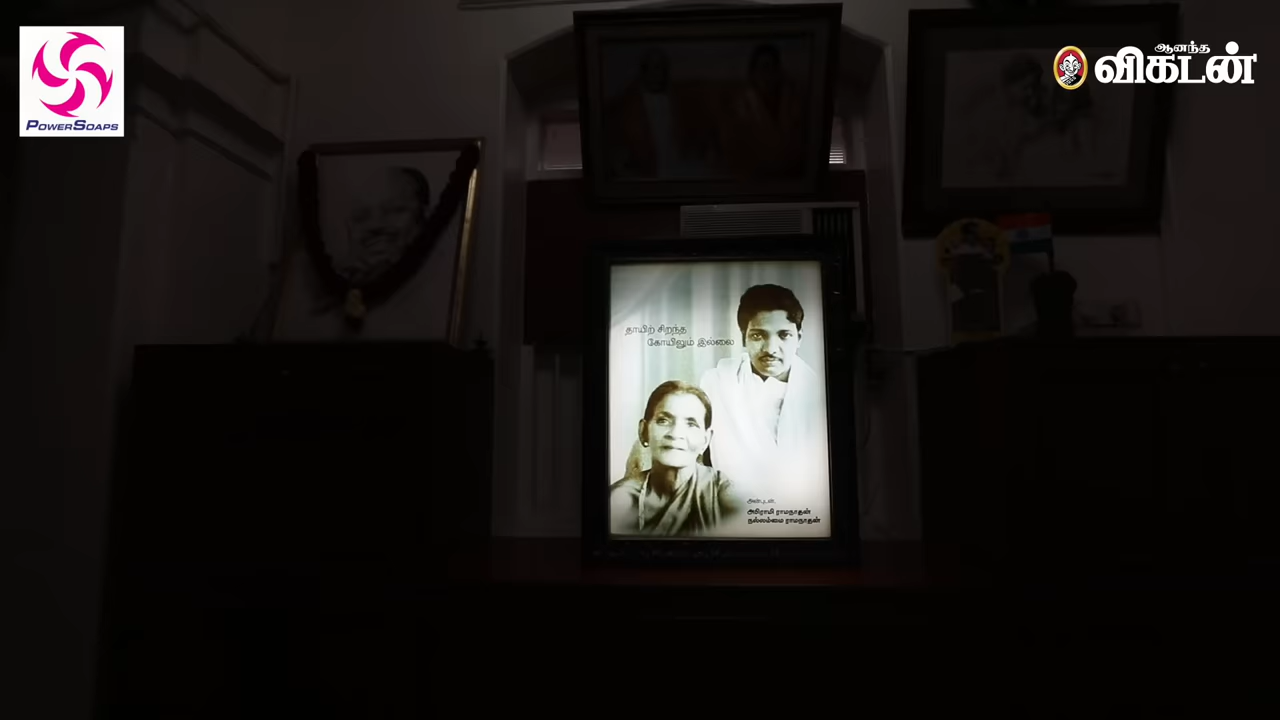 POWERSOAPS
ஆனந்த
விகடன்
தாயிற் சிறந்த
கோயிலும் இல்லை
அன்புடன்,
அபிராமி ராமநாதன்
நல்லம்மை ராமநாதன்